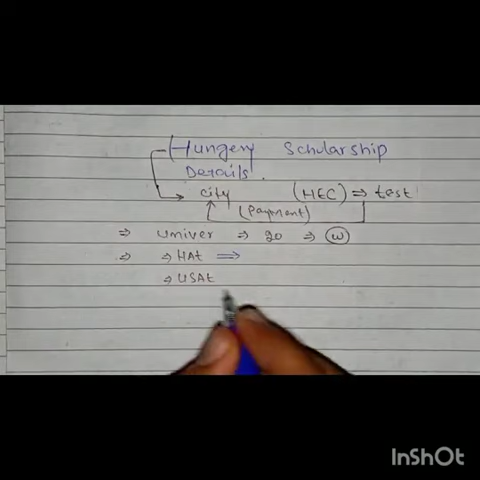 Hungery Scholarship
Details.
city (HEC) ⇒ test
(Payment)
⇒ univer ⇒ 20 ⇒ w
⇒ ⇒ HAt ⇒
⇒ USAt
InShOt